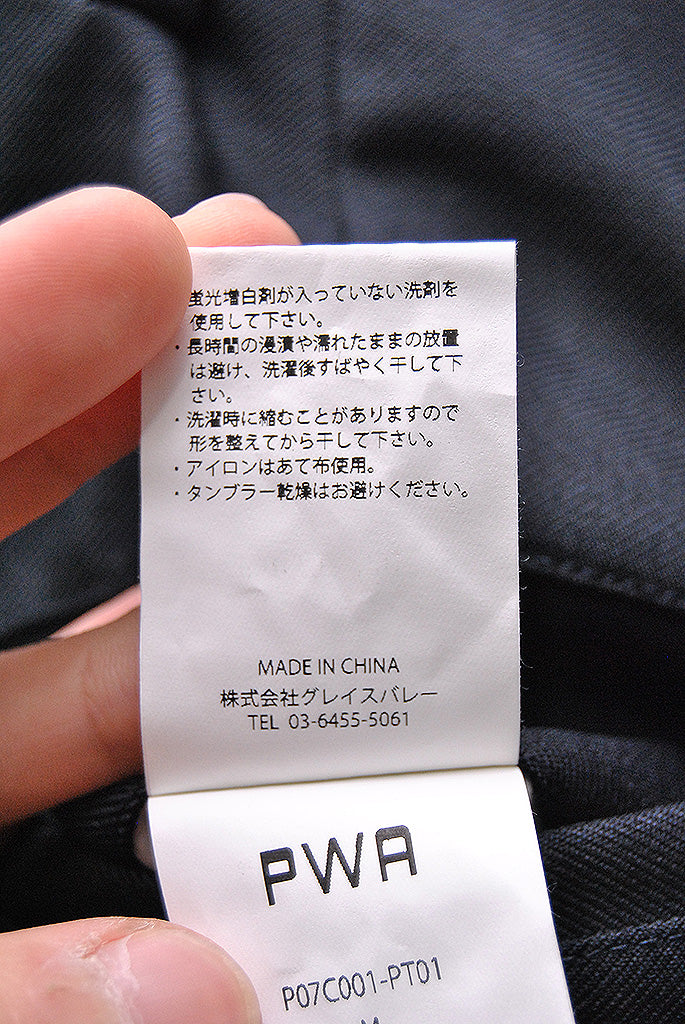 蛍光増白剤が入っていない洗剤を
使用して下さい。
・長時間の浸漬や濡れたままの放置
は避け、洗濯後すばやく干して下
さい。
・洗濯時に縮むことがありますので
形を整えてから干して下さい。
・アイロンはあて布使用。
・タンブラー乾燥はお避けください。
MADE IN CHINA
株式会社グレイスバレー
TEL 03-6455-5061
PWA
P07C001-PT01